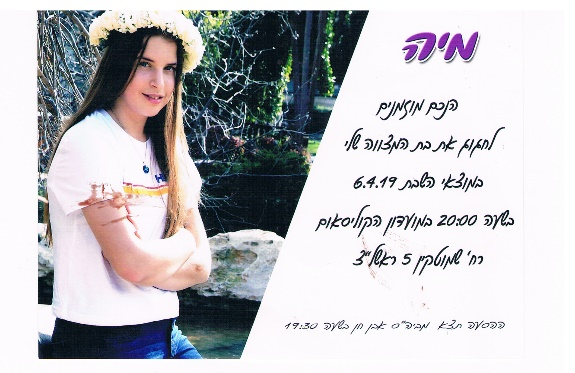 מיה
הנכם מוזמנים
לחגוג את בת המצווה שלי
במוצאי השבת 6.4.19
בשעה 20:00 במועדון הקוליסאום
רח' שמוטקין 5 ראשל"צ
ההסעה תצא מביה"ס אבן חן בשעה 19:30